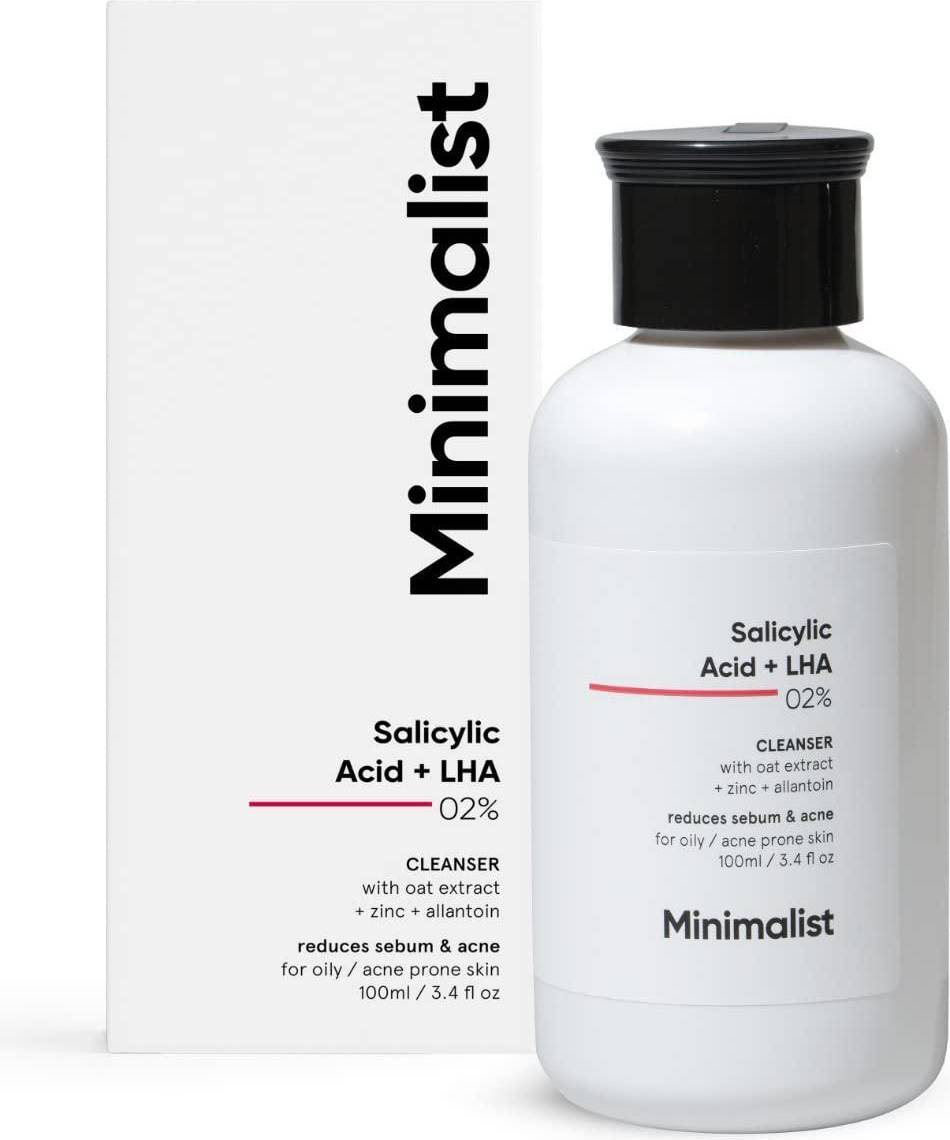 Minimalist
Salicylic
Acid + LHA
02%
CLEANSER
with oat extract
+ zinc + allantoin
reduces sebum & acne
for oily / acne prone skin
100ml / 3.4 fl oz
Salicylic
Acid + LHA
02%
CLEANSER
with oat extract
+ zinc + allantoin
reduces sebum & acne
for oily / acne prone skin
100ml / 3.4 fl oz
Minimalist